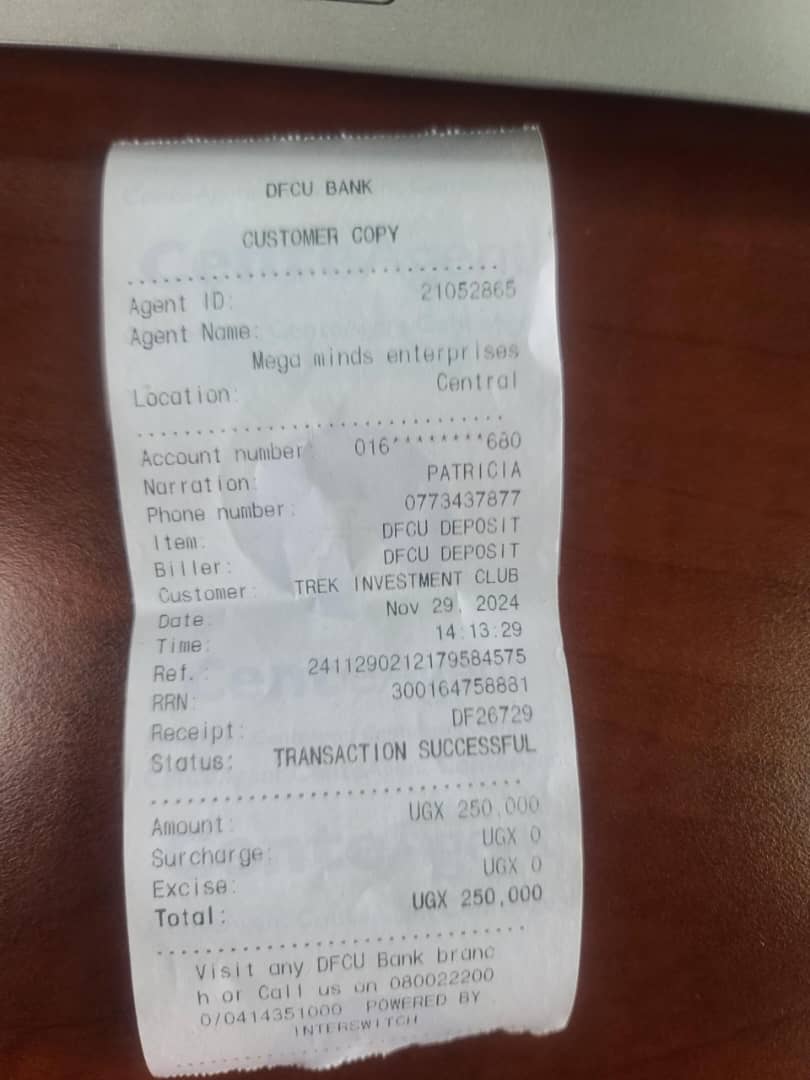 DFCU BANK
CUSTOMER COPY
Agent ID: 21052865
Agent Name:
Mega minds enterprises
Location: Central
Account number: 016********680
Narration: PATRICIA
Phone number: 0773437877
Item: DFCU DEPOSIT
Biller: DFCU DEPOSIT
Customer: TREK INVESTMENT CLUB
Date: Nov 29, 2024
Time: 14:13:29
Ref. : 2411290212179584575
RRN: 300164758881
Receipt: DF26729
Status: TRANSACTION SUCCESSFUL
Amount: UGX 250,000
Surcharge: UGX 0
Excise: UGX 0
Total: UGX 250,000
Visit any DFCU Bank branc
h or Call us on 080022200
0/0414351000 POWERED BY
INTERSWITCH